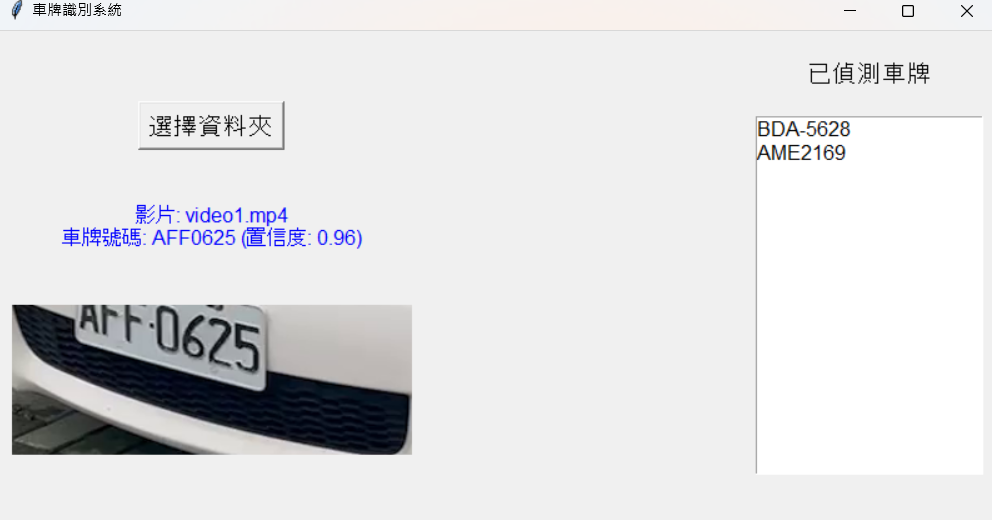 車牌識別系統
已偵測車牌
選擇資料夾
BDA-5628
AME2169
影片: video1.mp4
車牌號碼: AFF0625 (置信度: 0.96)
AFF·0625